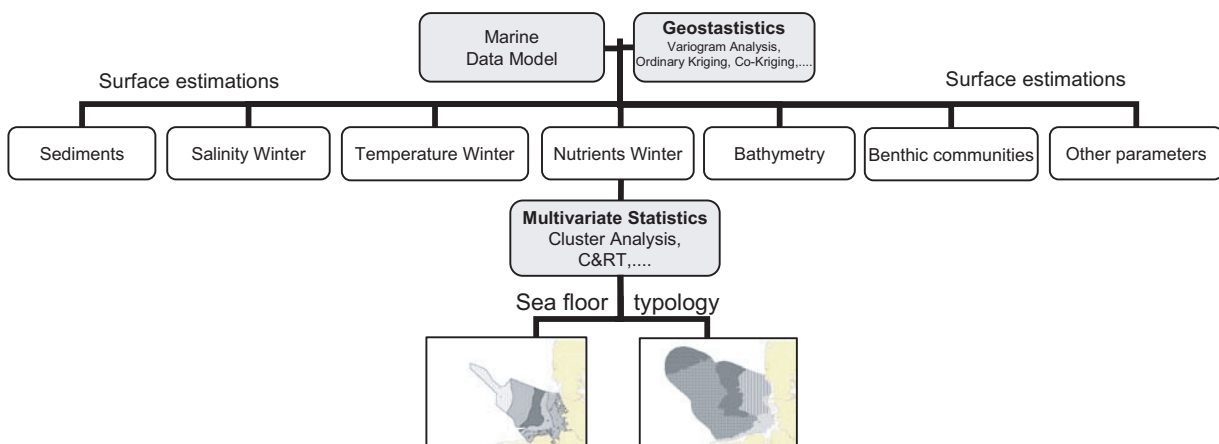 Marine
Data Model
Geostastistics
Variogram Analysis,
Ordinary Kriging, Co-Kriging,....
Surface estimations
Surface estimations
Sediments
Salinity Winter
Temperature Winter
Nutrients Winter
Bathymetry
Benthic communities
Other parameters
Multivariate Statistics
Cluster Analysis,
C&RT,....
Sea floor typology